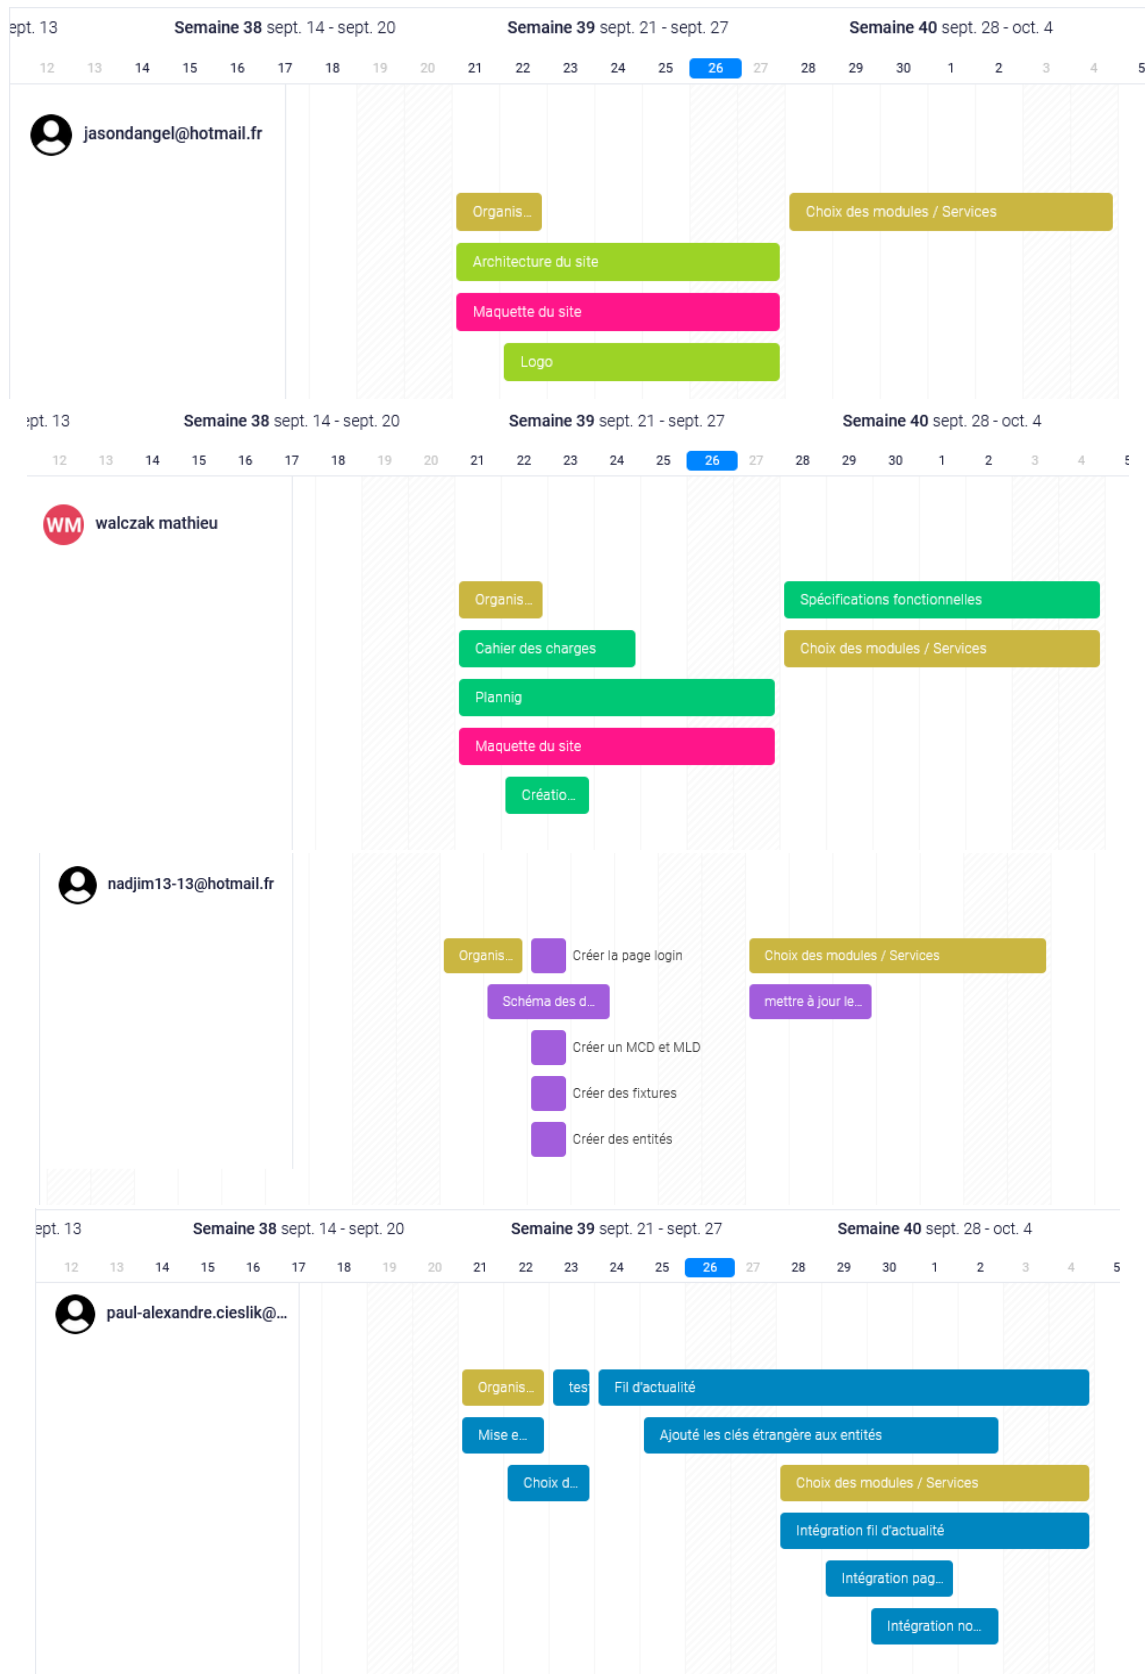 ept. 13 Semaine 38 sept. 14 - sept. 20 Semaine 39 sept. 21 - sept. 27 Semaine 40 sept. 28 - oct. 4
12 13 14 15 16 17 18 19 20 21 22 23 24 25 26 27 28 29 30 1 2 3 4 5
jasondangel@hotmail.fr
Organis... Choix des modules / Services
Architecture du site
Maquette du site
Logo
ept. 13 Semaine 38 sept. 14 - sept. 20 Semaine 39 sept. 21 - sept. 27 Semaine 40 sept. 28 - oct. 4
12 13 14 15 16 17 18 19 20 21 22 23 24 25 26 27 28 29 30 1 2 3 4 5
WM walczak mathieu
Organis... Spécifications fonctionnelles
Cahier des charges Choix des modules / Services
Plannig
Maquette du site
Créatio...
nadjim13-13@hotmail.fr
Organis... Créer la page login Choix des modules / Services
Schéma des d... mettre à jour le...
Créer un MCD et MLD
Créer des fixtures
Créer des entités
ept. 13 Semaine 38 sept. 14 - sept. 20 Semaine 39 sept. 21 - sept. 27 Semaine 40 sept. 28 - oct. 4
12 13 14 15 16 17 18 19 20 21 22 23 24 25 26 27 28 29 30 1 2 3 4 5
paul-alexandre.cieslik@...
Organis... tes Fil d'actualité
Mise e... Ajouté les clés étrangère aux entités
Choix d... Choix des modules / Services
Intégration fil d'actualité
Intégration pag...
Intégration no...